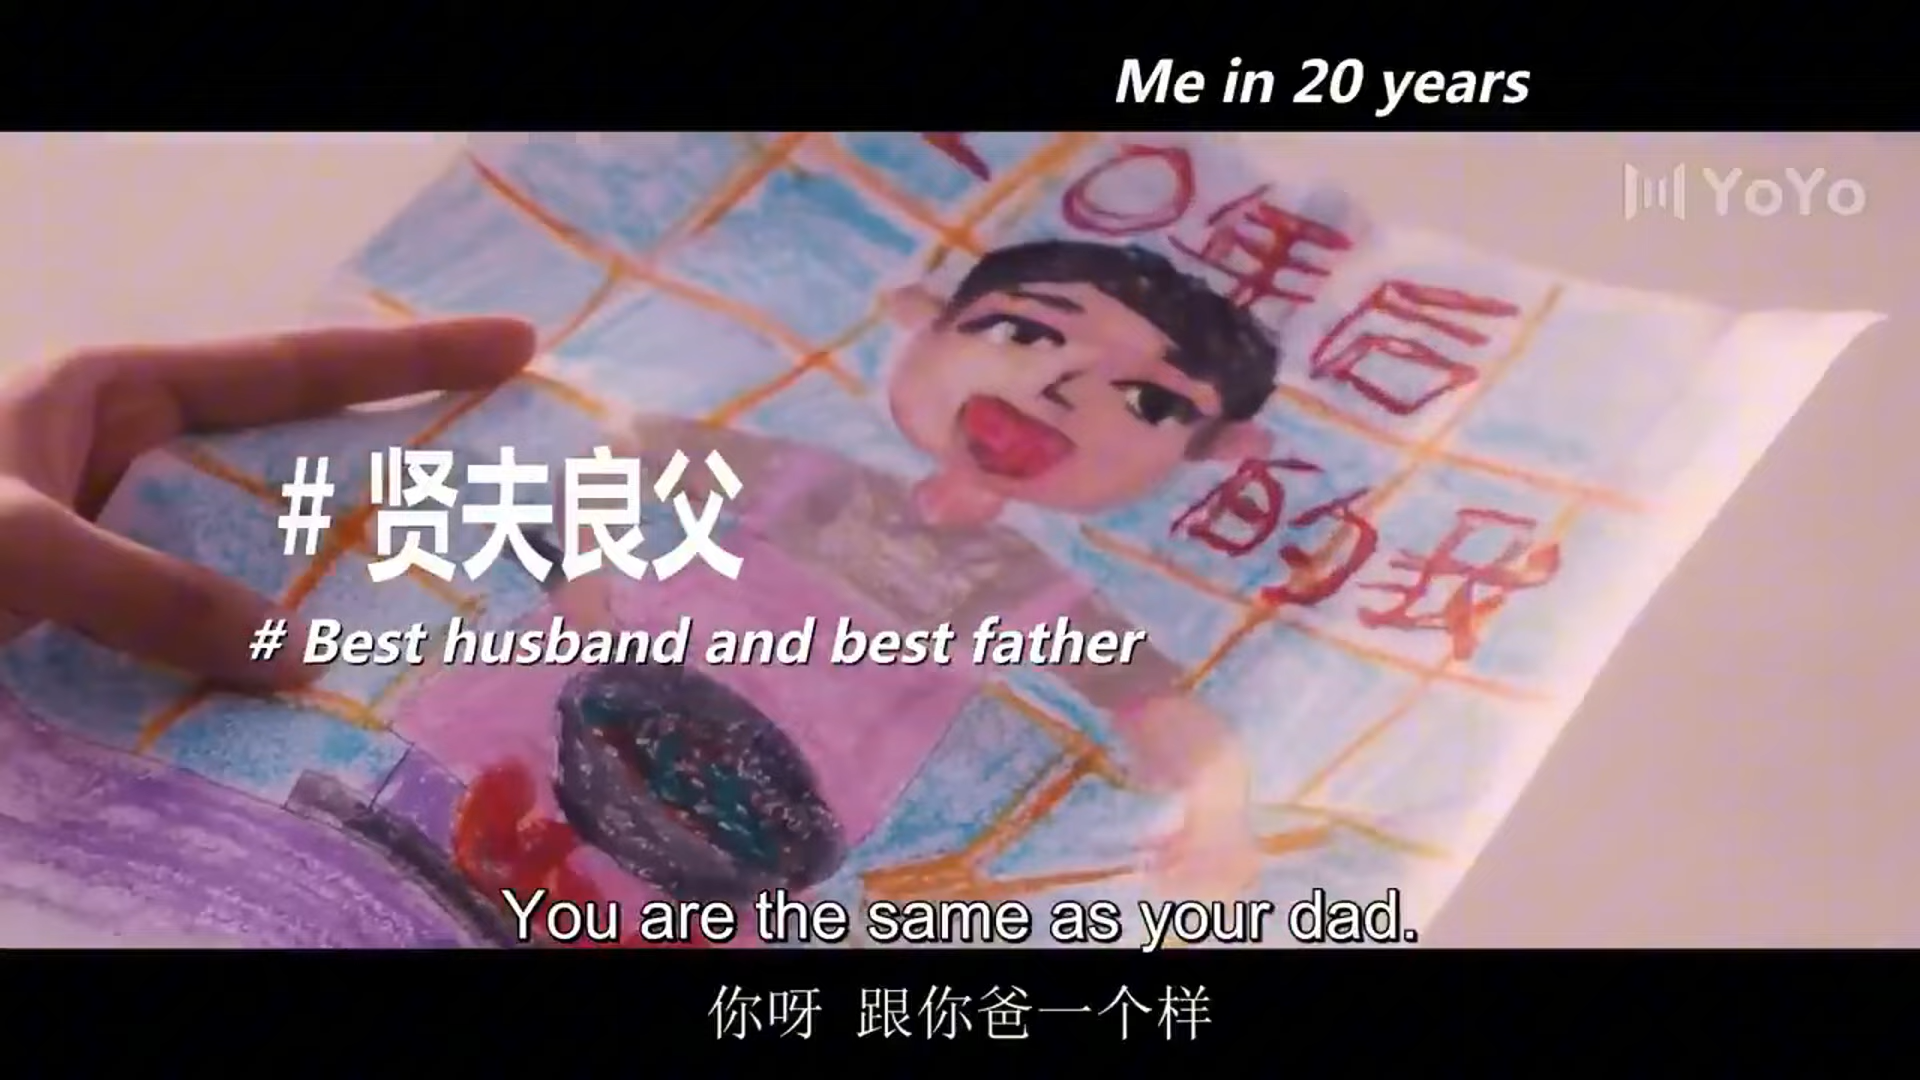 Me in 20 years
YoYo
0年后
的我
# 贤夫良父
# Best husband and best father
You are the same as your dad.
你呀 跟你爸一个样